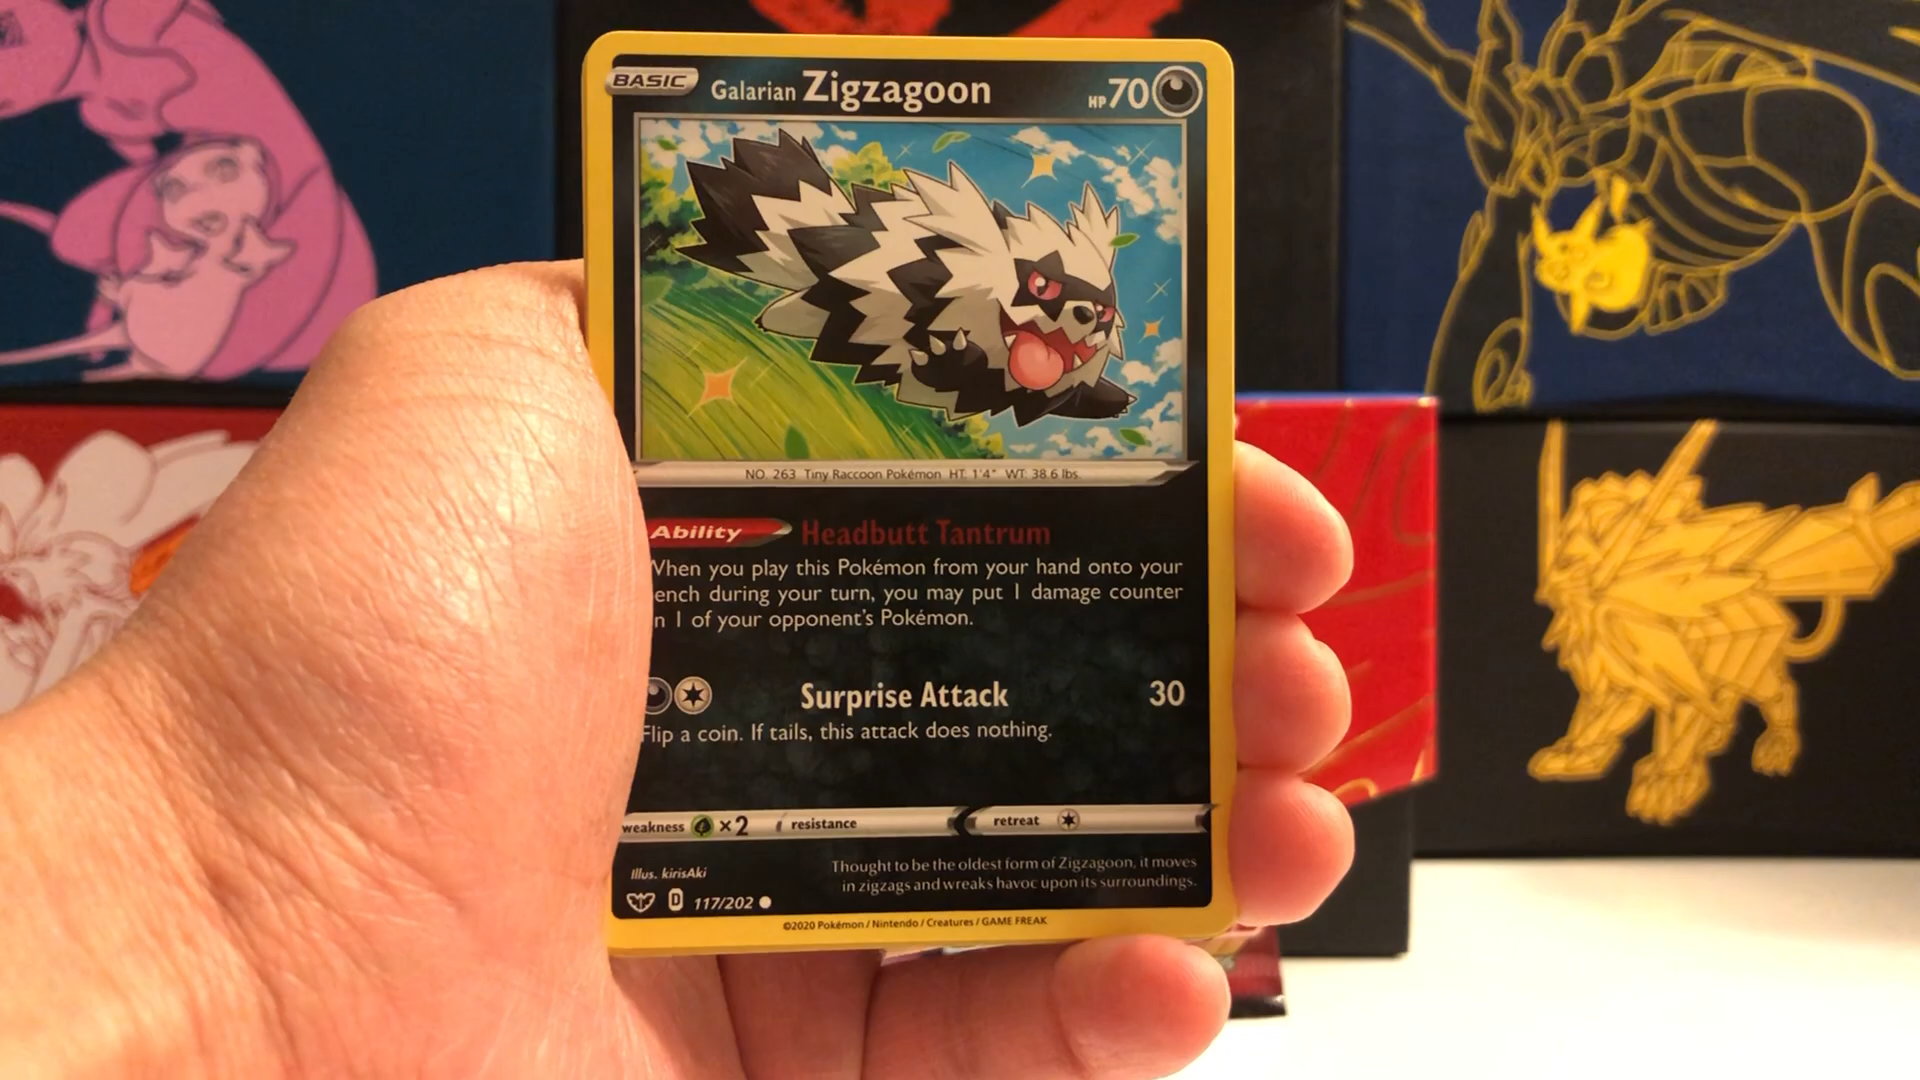 BASIC Galarian Zigzagoon HP 70
NO. 263 Tiny Raccoon Pokémon HT: 1'4" WT: 38.6 lbs.
Ability Headbutt Tantrum
When you play this Pokémon from your hand onto your
ench during your turn, you may put 1 damage counter
n 1 of your opponent's Pokémon.
Surprise Attack 30
Flip a coin. If tails, this attack does nothing.
weakness ×2 resistance retreat
Illus. kirisAki
Thought to be the oldest form of Zigzagoon, it moves
in zigzags and wreaks havoc upon its surroundings.
D 117/202
©2020 Pokémon / Nintendo / Creatures / GAME FREAK